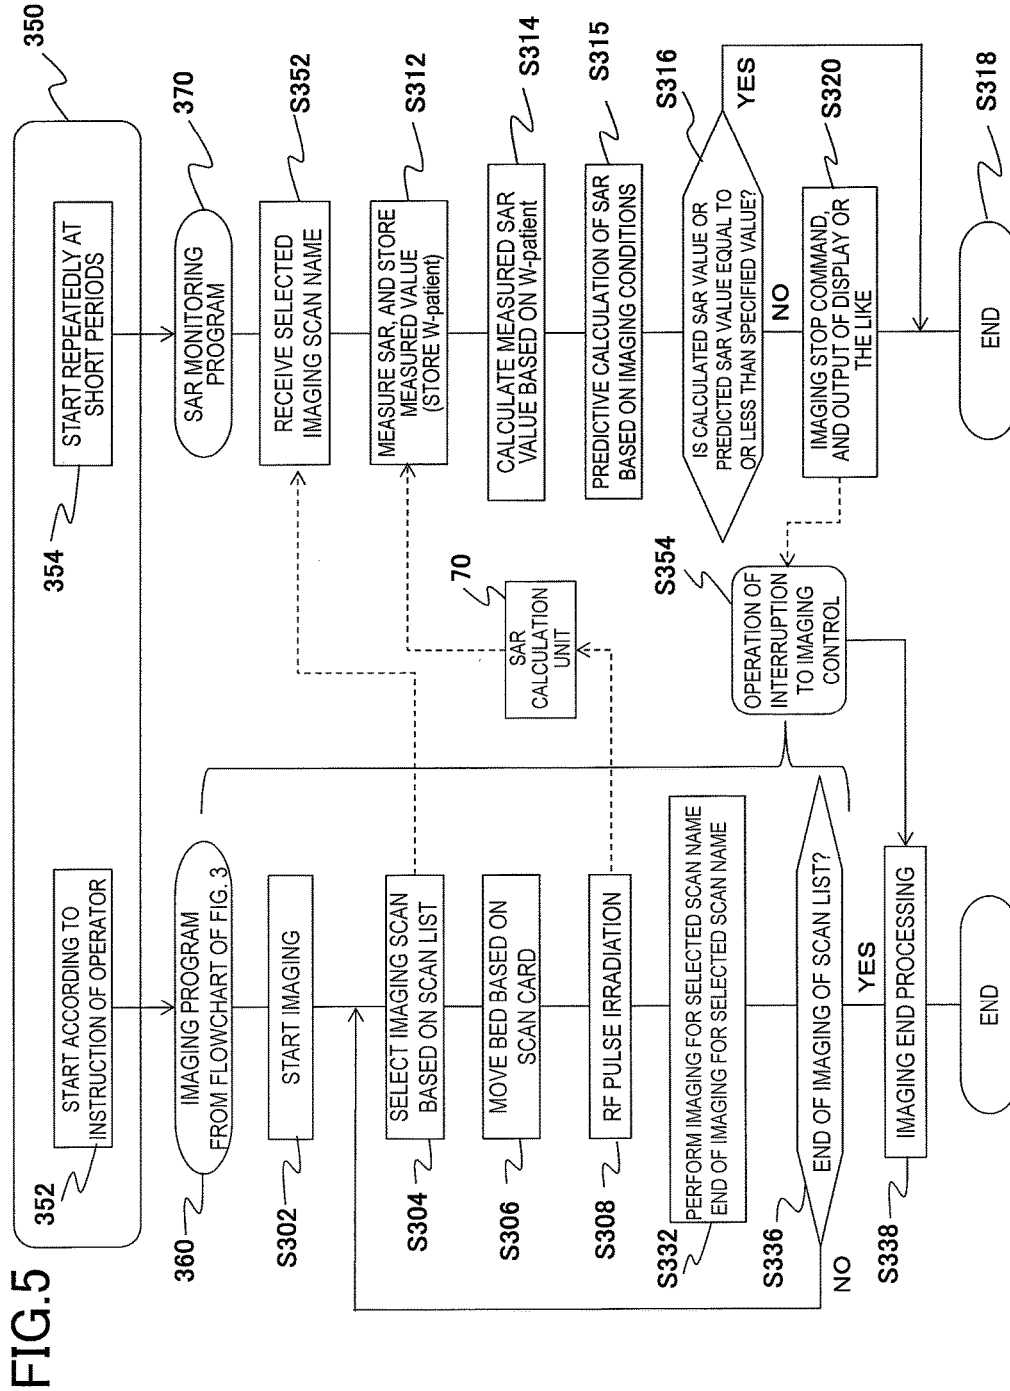 FIG.5
350
352
START ACCORDING TO
INSTRUCTION OF OPERATOR
354
START REPEATEDLY AT
SHORT PERIODS
360
IMAGING PROGRAM
FROM FLOWCHART OF FIG. 3
S302
START IMAGING
S304
SELECT IMAGING SCAN
BASED ON SCAN LIST
S306
MOVE BED BASED ON
SCAN CARD
S308
RF PULSE IRRADIATION
S332
PERFORM IMAGING FOR SELECTED SCAN NAME
END OF IMAGING FOR SELECTED SCAN NAME
S336
END OF IMAGING OF SCAN LIST?
NO
YES
S338
IMAGING END PROCESSING
END
70
SAR
CALCULATION
UNIT
S354
OPERATION OF
INTERRUPTION
TO IMAGING
CONTROL
370
SAR MONITORING
PROGRAM
S352
RECEIVE SELECTED
IMAGING SCAN NAME
S312
MEASURE SAR, AND STORE
MEASURED VALUE
(STORE W-patient)
S314
CALCULATE MEASURED SAR
VALUE BASED ON W-patient
S315
PREDICTIVE CALCULATION OF SAR
BASED ON IMAGING CONDITIONS
S316
IS CALCULATED SAR VALUE OR
PREDICTED SAR VALUE EQUAL TO
OR LESS THAN SPECIFIED VALUE?
YES
NO
S320
IMAGING STOP COMMAND,
AND OUTPUT OF DISPLAY OR
THE LIKE
S318
END